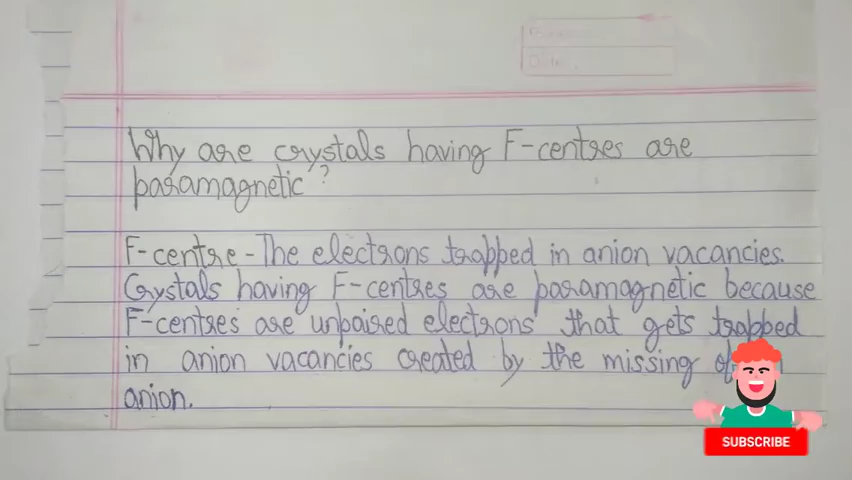 Why are crystals having F-centres are
paramagnetic?
F-centre - The electrons trapped in anion vacancies.
Crystals having F-centres are paramagnetic because
F-centres are unpaired electrons that gets trapped
in anion vacancies created by the missing of
anion.
SUBSCRIBE